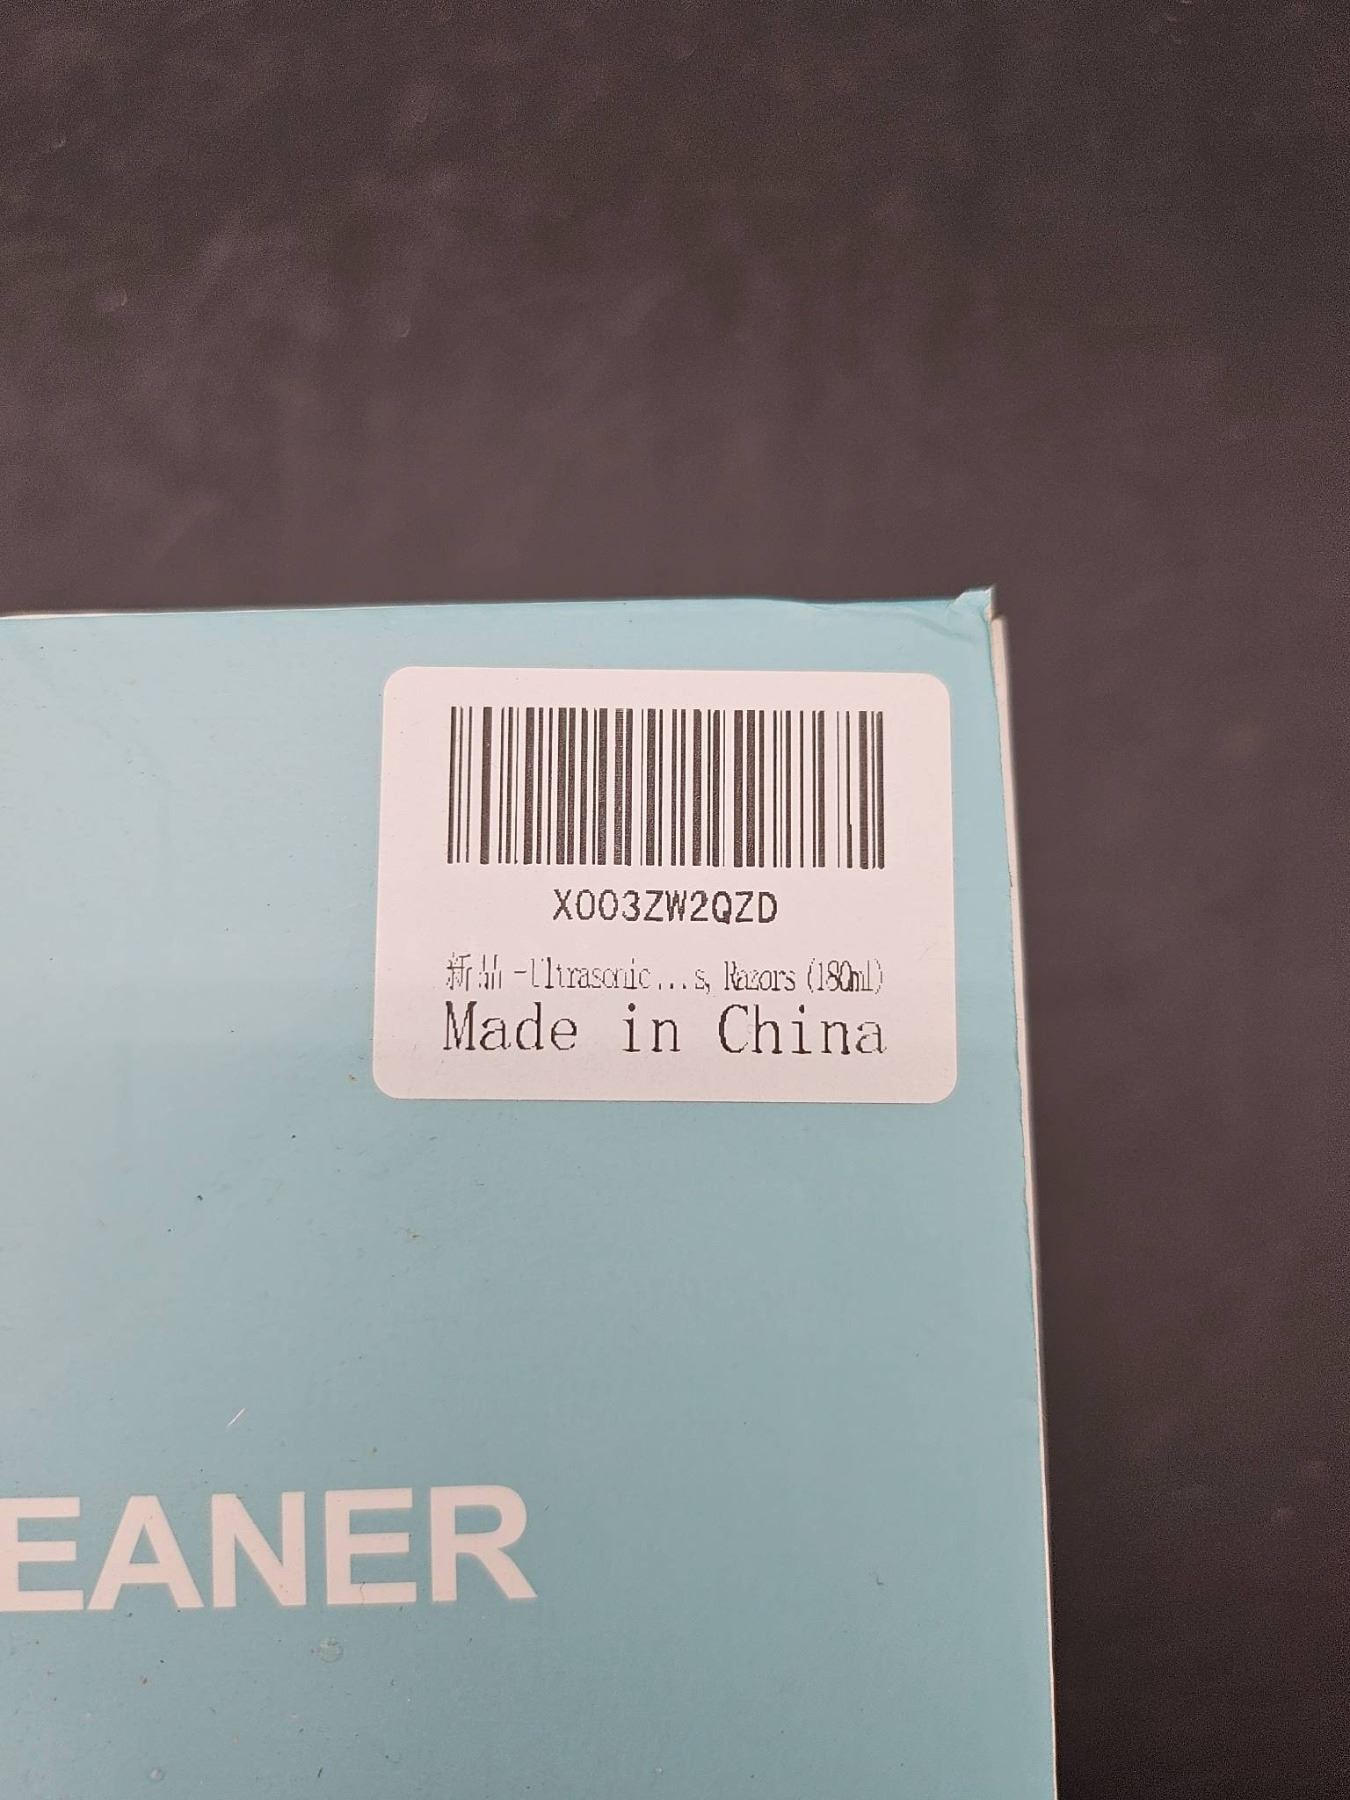 X003ZW2QZD
新品 -Ultrasonic...s, Razors (180ml)
Made in China
EANER